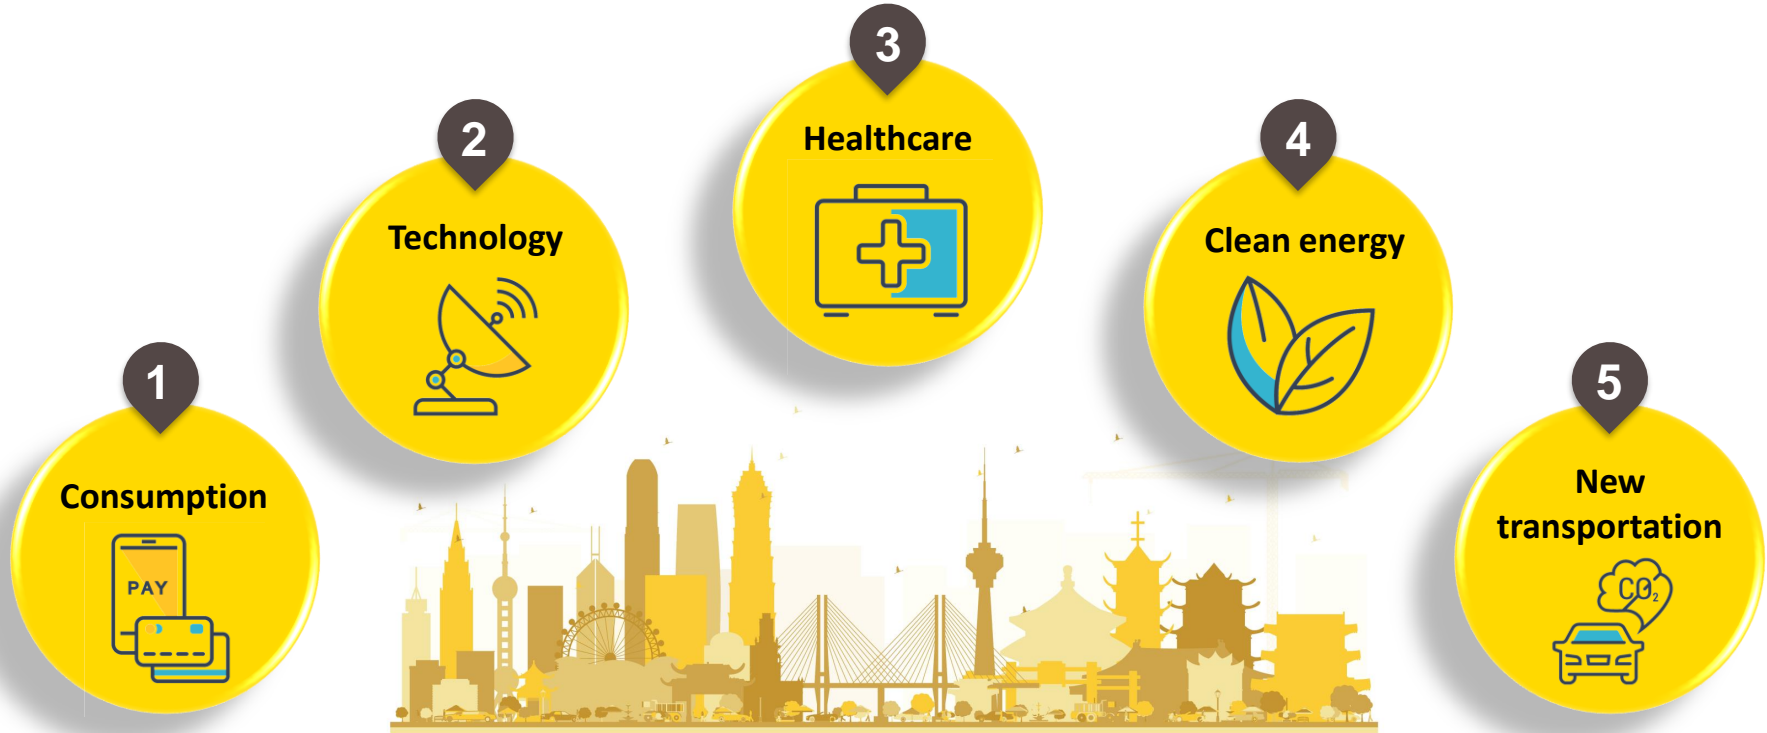 1
Consumption
PAY
2
Technology
3
Healthcare
4
Clean energy
5
New
transportation
CO₂